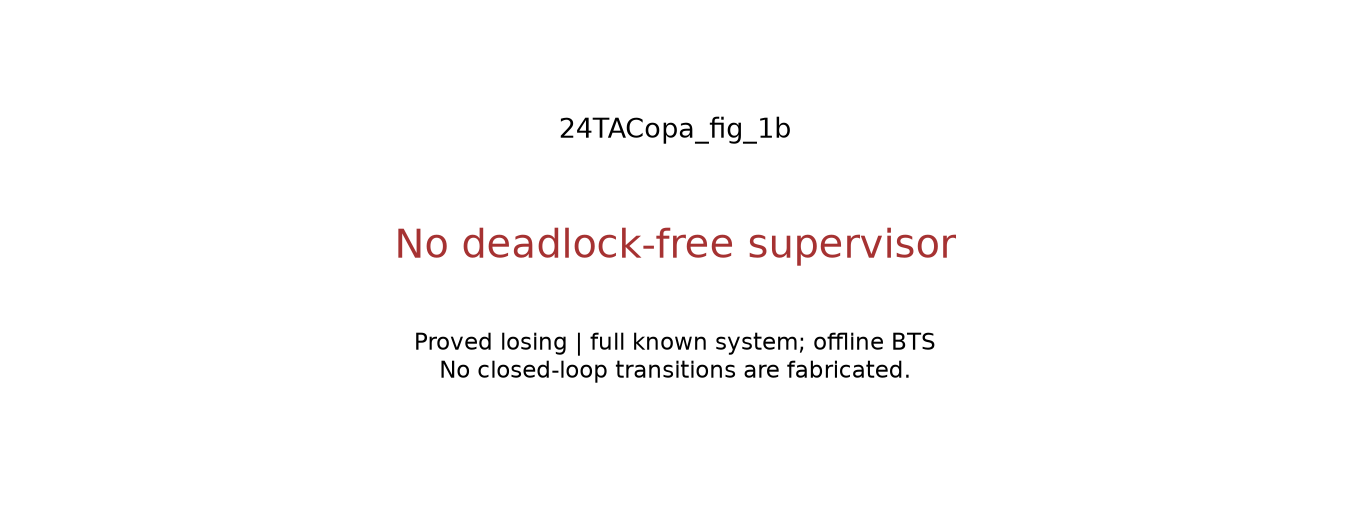 24TACopa_fig_1b
No deadlock-free supervisor
Proved losing | full known system; offline BTS
No closed-loop transitions are fabricated.